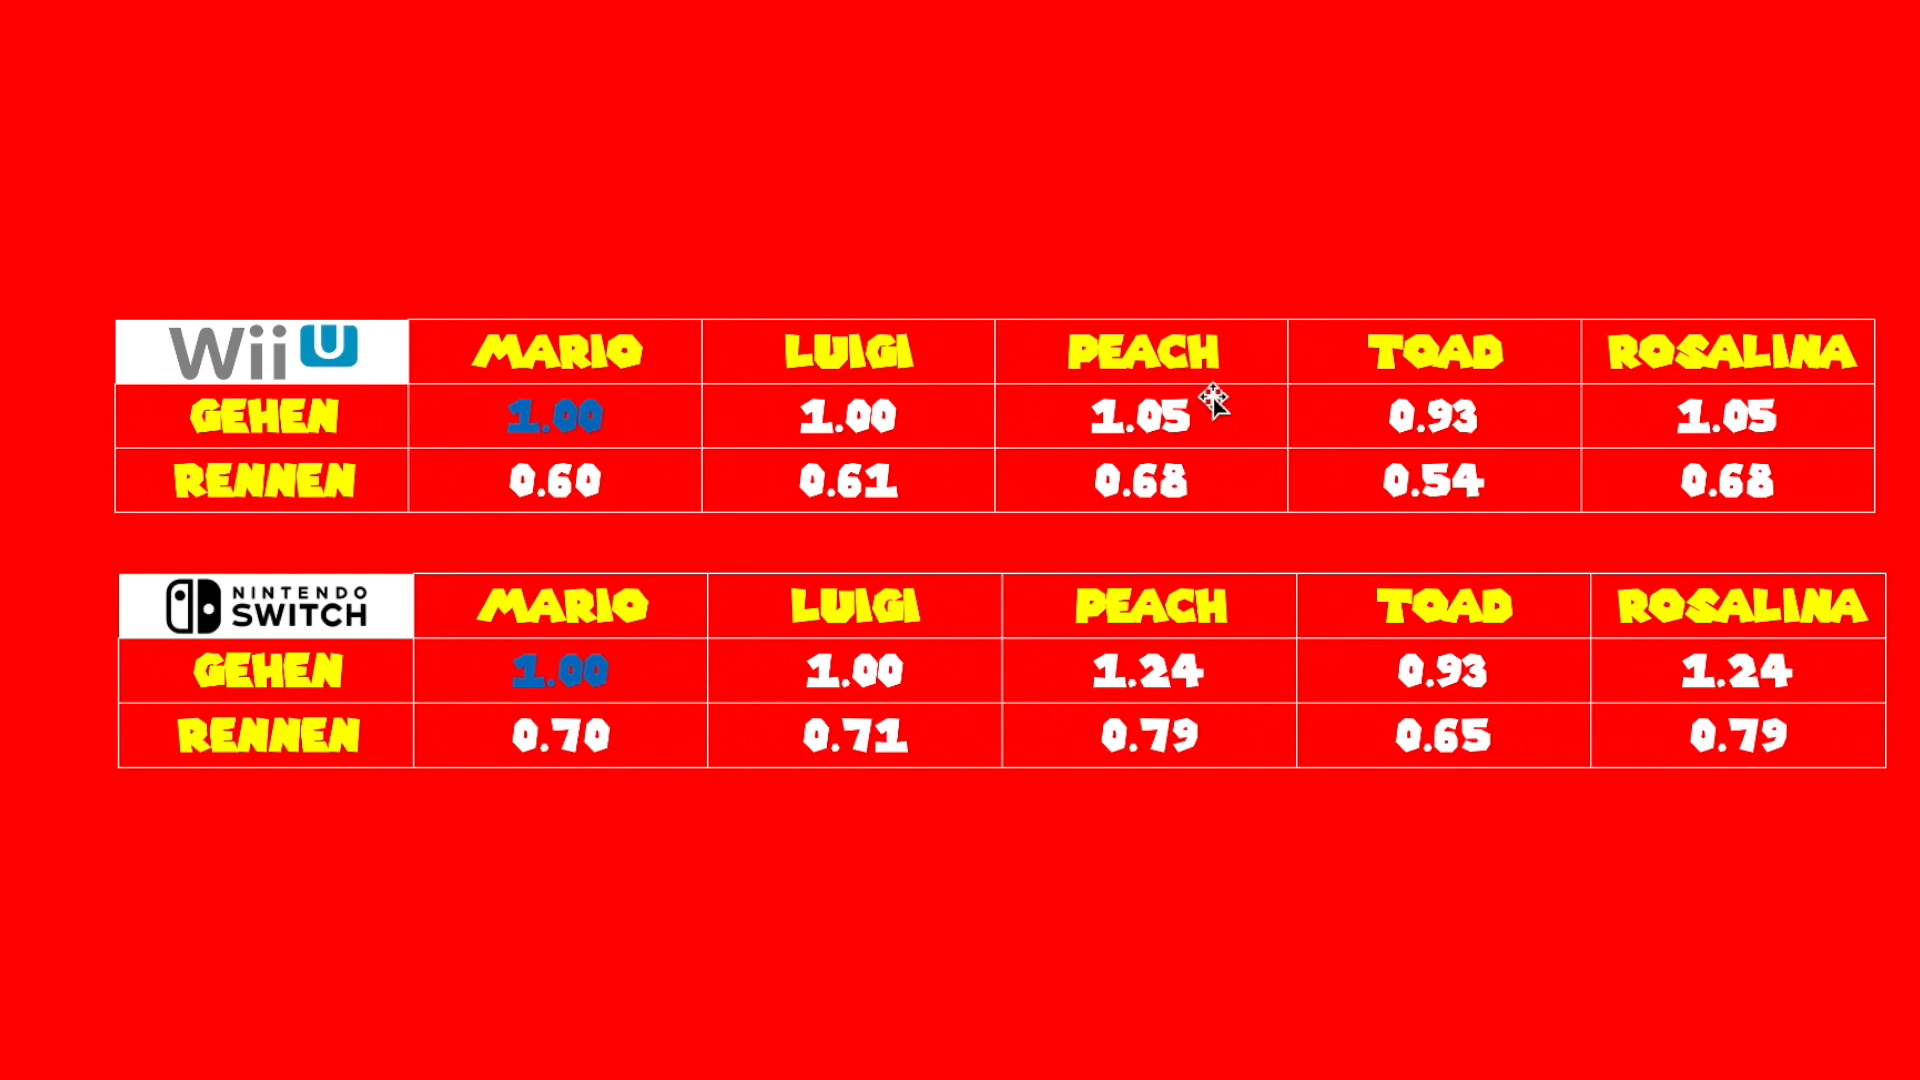 Wii U MARIO LUIGI PEACH TOAD ROSALINA
GEHEN 1.00 1.00 1.05 0.93 1.05
RENNEN 0.60 0.61 0.68 0.54 0.68
NINTENDO SWITCH MARIO LUIGI PEACH TOAD ROSALINA
GEHEN 1.00 1.00 1.24 0.93 1.24
RENNEN 0.70 0.71 0.79 0.65 0.79